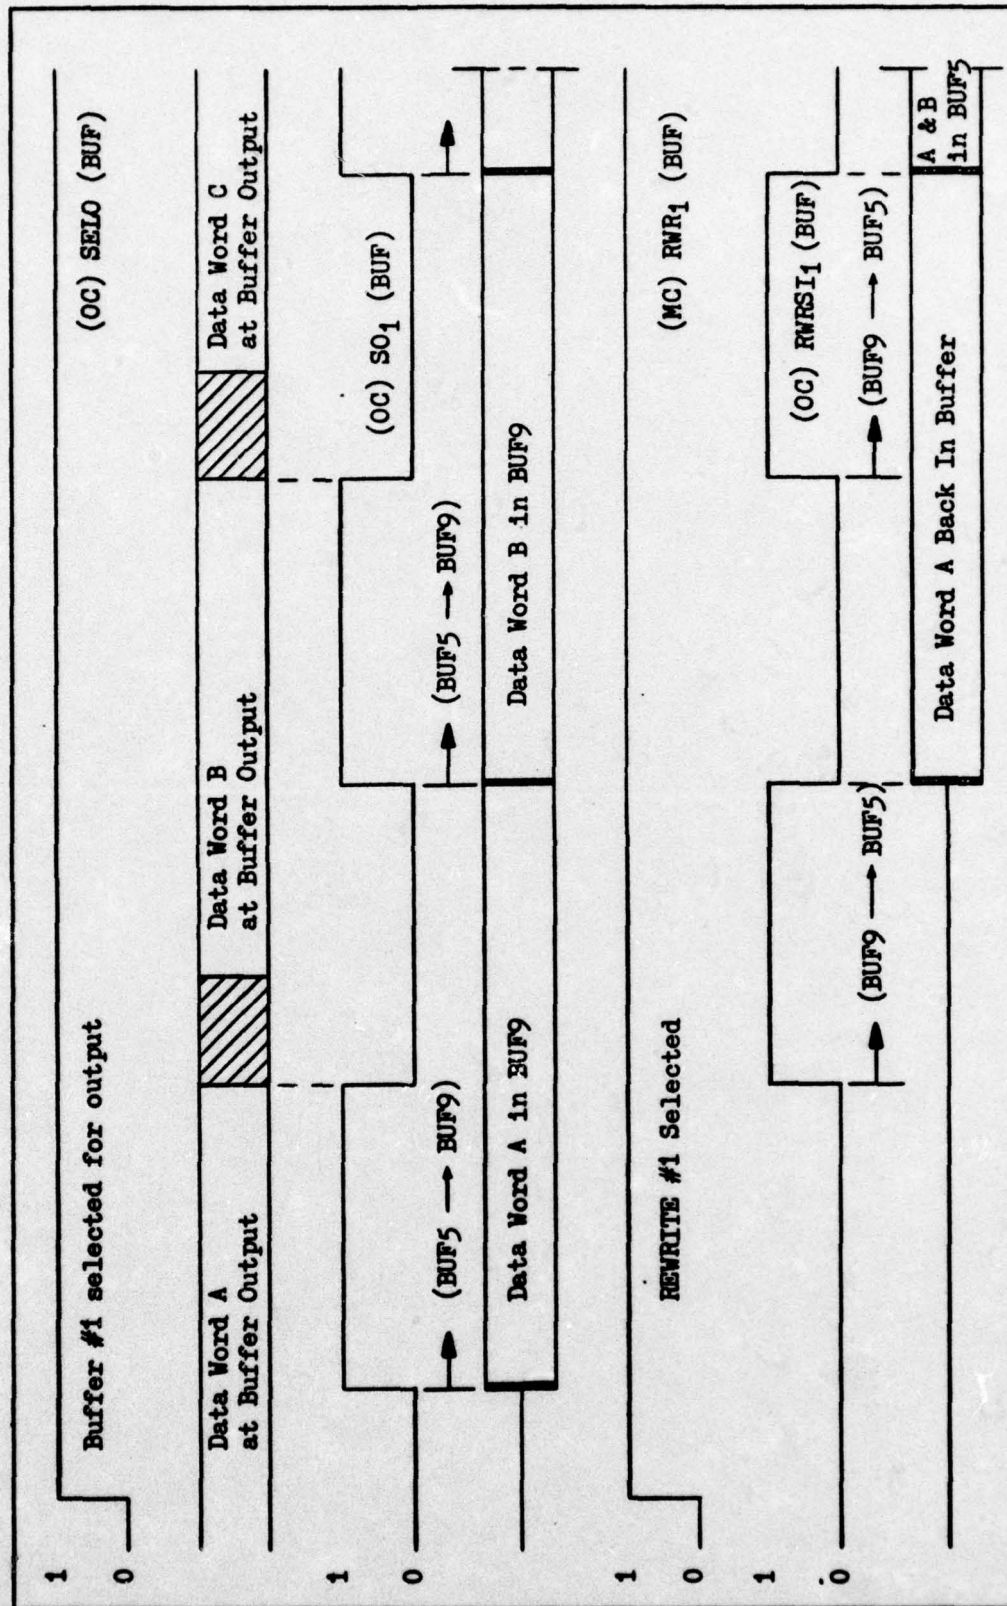 1
0
Buffer #1 selected for output
(OC) SELO (BUF)
Data Word A
at Buffer Output
Data Word B
at Buffer Output
Data Word C
at Buffer Output
1
0
(OC) SO1 (BUF)
(BUF5 → BUF9)
(BUF5 → BUF9)
Data Word A in BUF9
Data Word B in BUF9
1
0
REWRITE #1 Selected
(MC) RWR1 (BUF)
1
.0
(OC) RWRSI1 (BUF)
(BUF9 → BUF5)
(BUF9 → BUF5)
Data Word A Back In Buffer
A & B
in BUF5